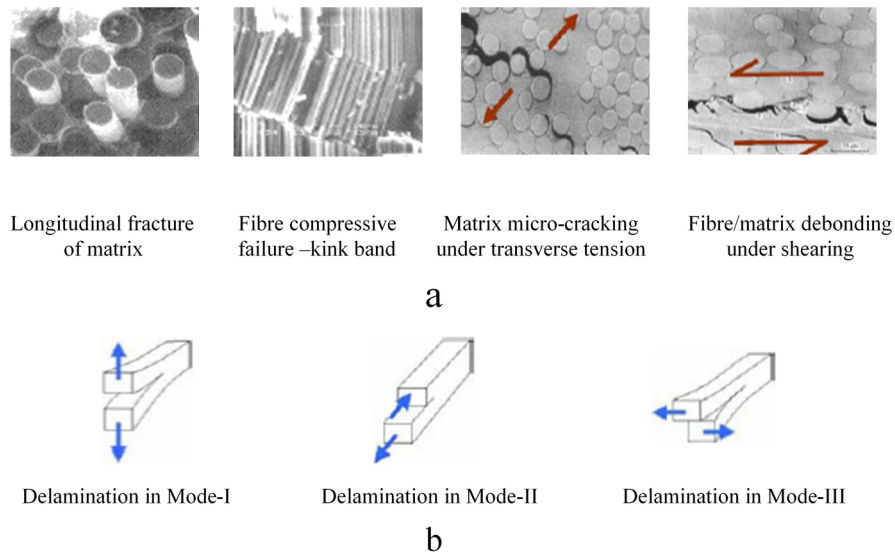 Longitudinal fracture
of matrix
Fibre compressive
failure –kink band
Matrix micro-cracking
under transverse tension
Fibre/matrix debonding
under shearing
a
Delamination in Mode-I
Delamination in Mode-II
Delamination in Mode-III
b